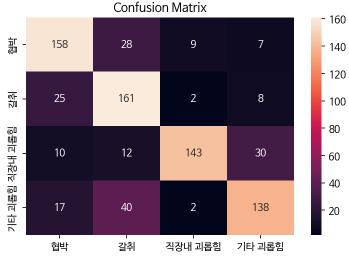 Confusion Matrix
협박 158 28 9 7
갈취 25 161 2 8
직장내 괴롭힘 10 12 143 30
기타 괴롭힘 17 40 2 138
협박 갈취 직장내 괴롭힘 기타 괴롭힘
160
140
120
100
80
60
40
20